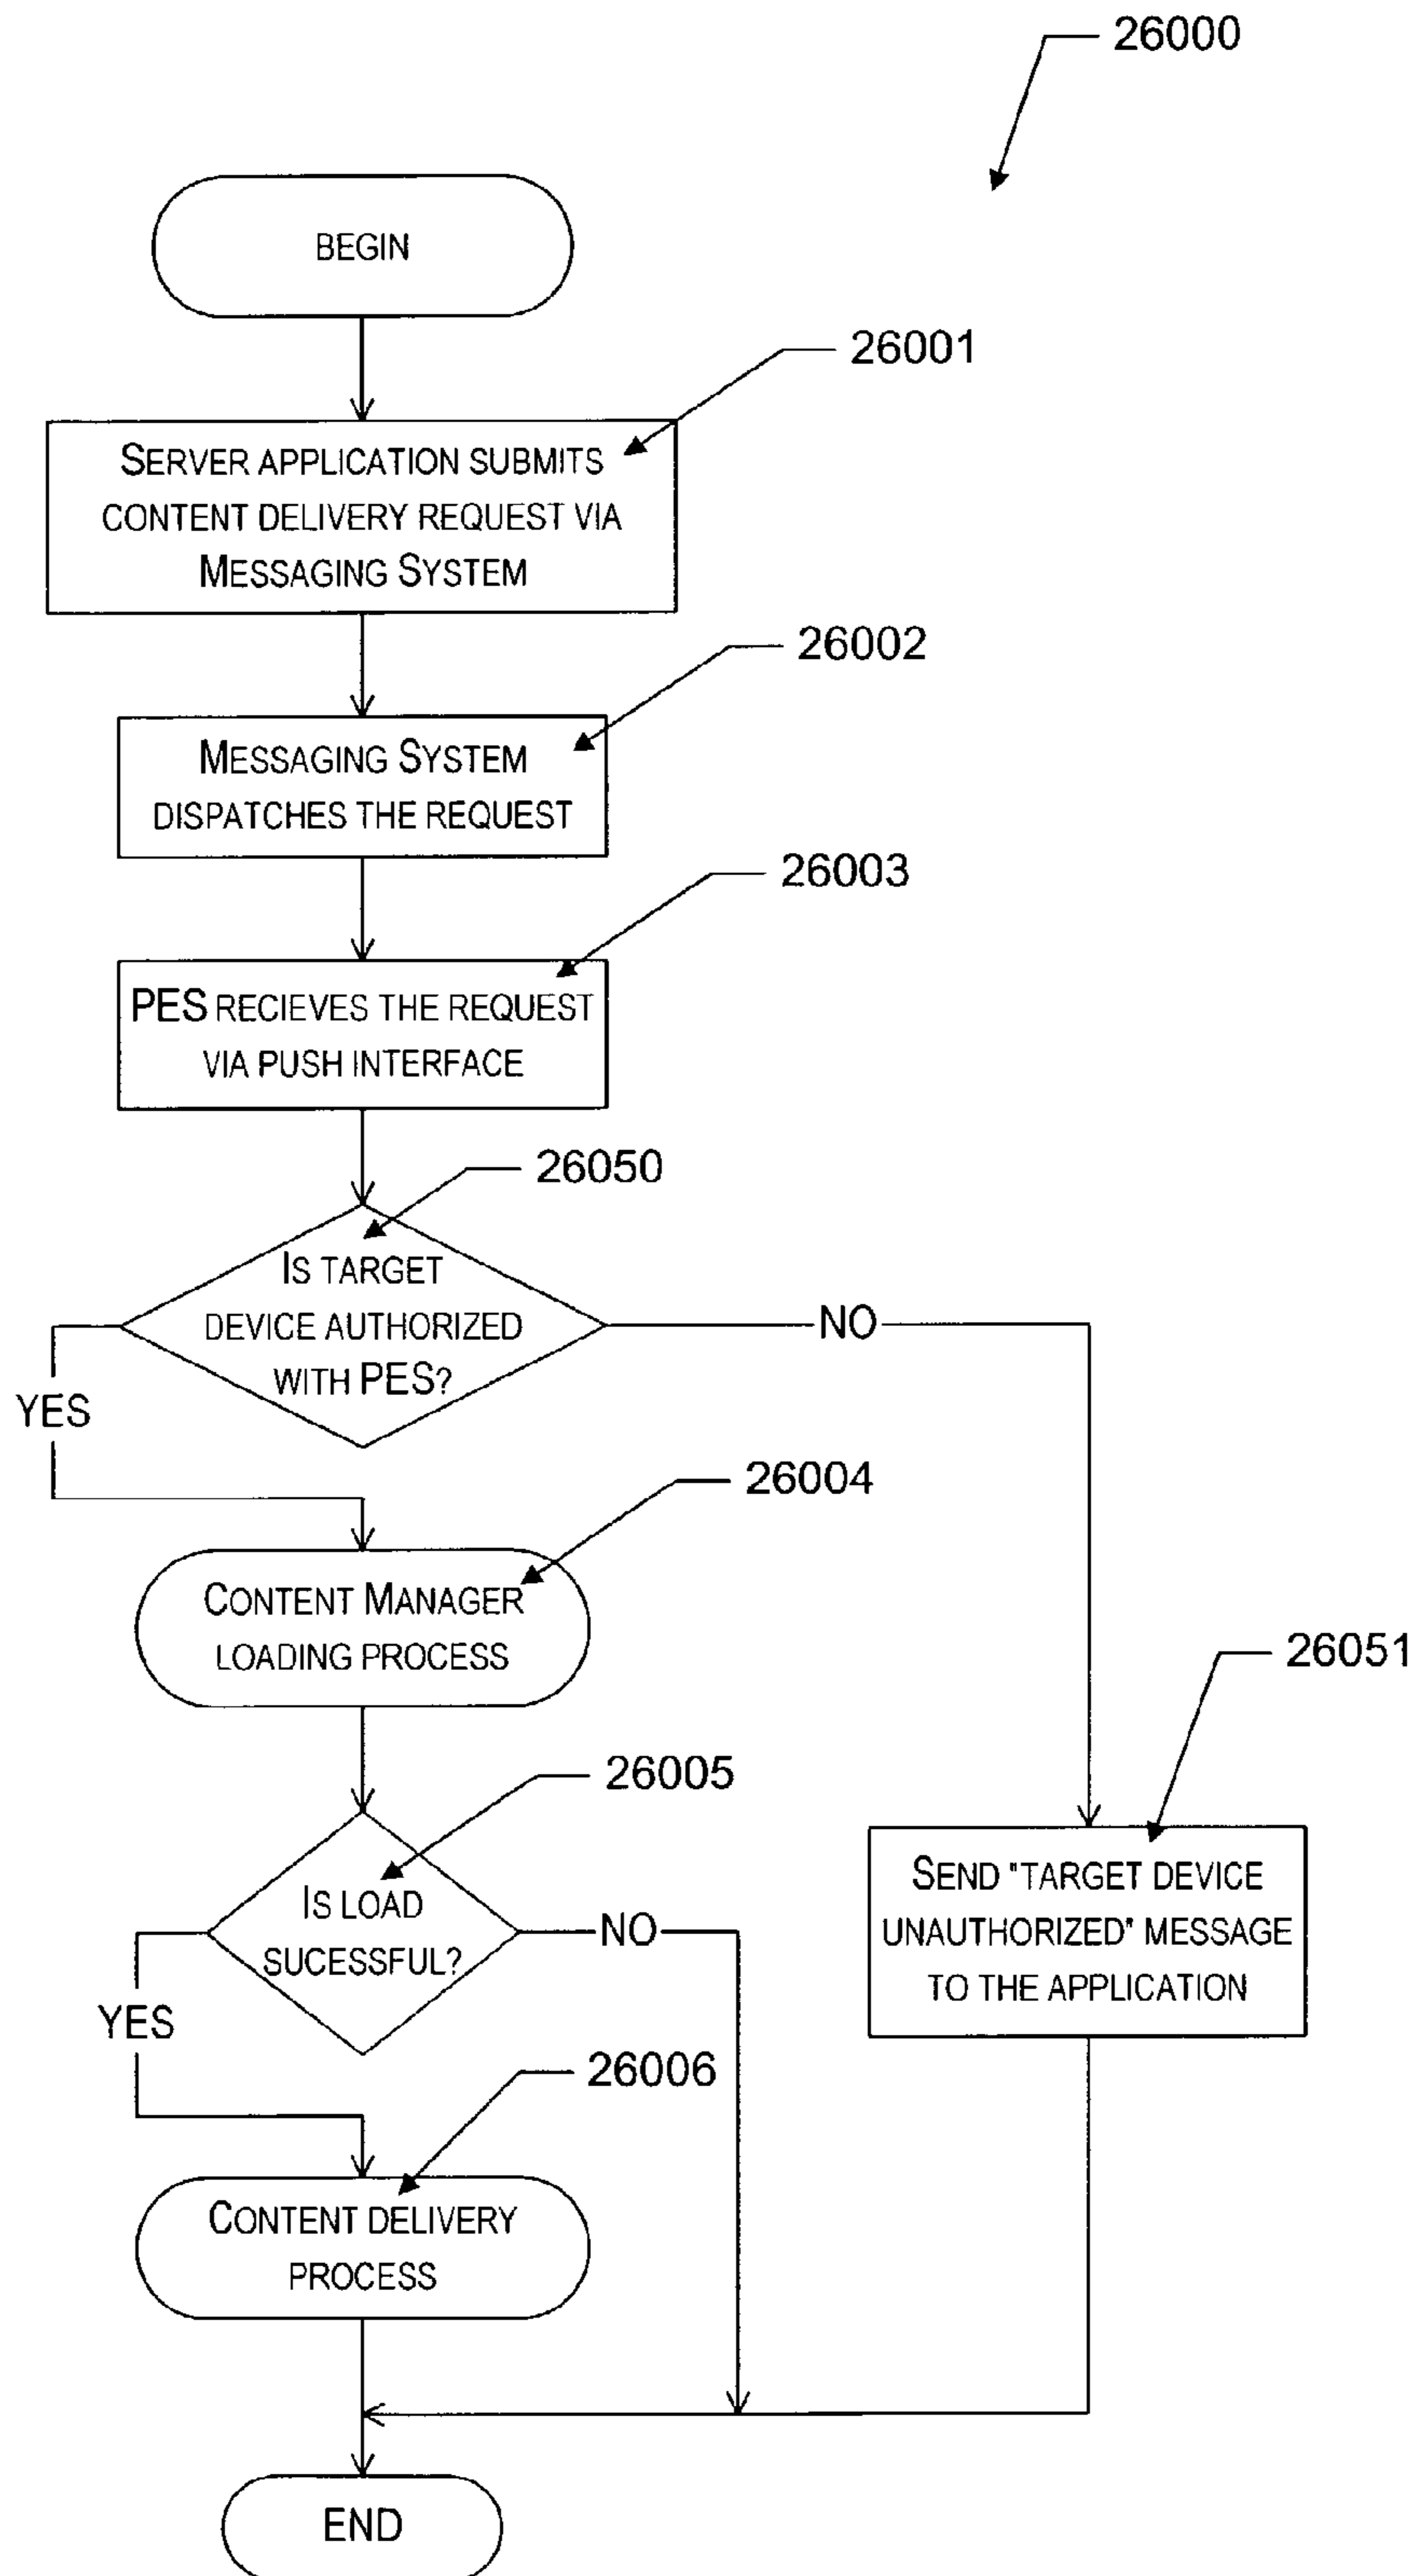 26000
BEGIN
26001
SERVER APPLICATION SUBMITS
CONTENT DELIVERY REQUEST VIA
MESSAGING SYSTEM
26002
MESSAGING SYSTEM
DISPATCHES THE REQUEST
26003
PES RECIEVES THE REQUEST
VIA PUSH INTERFACE
26050
IS TARGET
DEVICE AUTHORIZED
WITH PES?
NO
YES
26004
CONTENT MANAGER
LOADING PROCESS
26051
SEND "TARGET DEVICE
UNAUTHORIZED" MESSAGE
TO THE APPLICATION
26005
IS LOAD
SUCESSFUL?
NO
YES
26006
CONTENT DELIVERY
PROCESS
END